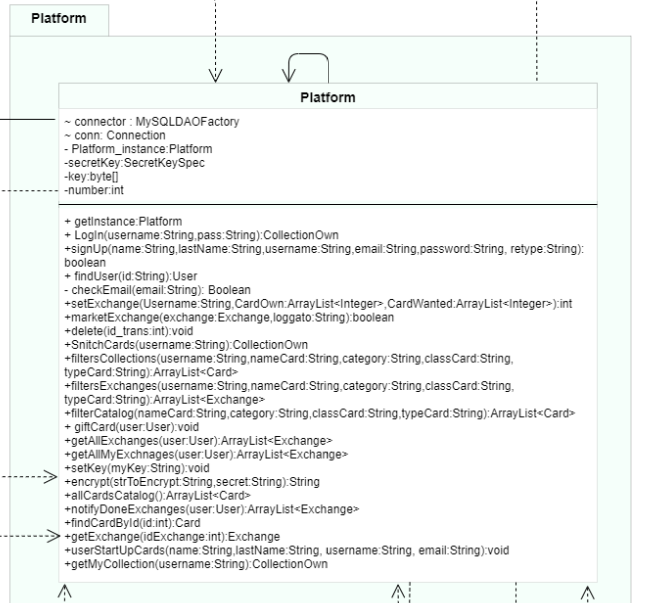 Platform
Platform
~ connector : MySQLDAOFactory
~ conn: Connection
- Platform_instance:Platform
-secretKey:SecretKeySpec
-key:byte[]
-number:int
+ getInstance:Platform
+ LogIn(username:String,pass:String):CollectionOwn
+signUp(name:String,lastName:String,username:String,email:String,password:String, retype:String):
boolean
+ findUser(id:String):User
- checkEmail(email:String): Boolean
+setExchange(Username:String,CardOwn:ArrayList<Integer>,CardWanted:ArrayList<Integer>):int
+marketExchange(exchange:Exchange,loggato:String):boolean
+delete(id_trans:int):void
+SnitchCards(username:String):CollectionOwn
+filtersCollections(username:String,nameCard:String,category:String,classCard:String,
typeCard:String):ArrayList<Card>
+filtersExchanges(username:String,nameCard:String,category:String,classCard:String,
typeCard:String):ArrayList<Exchange>
+filterCatalog(nameCard:String,category:String,classCard:String,typeCard:String):ArrayList<Card>
+ giftCard(user:User):void
+getAllExchanges(user:User):ArrayList<Exchange>
+getAllMyExchnages(user:User):ArrayList<Exchange>
+setKey(myKey:String):void
+encrypt(strToEncrypt:String,secret:String):String
+allCardsCatalog():ArrayList<Card>
+notifyDoneExchanges(user:User):ArrayList<Exchange>
+findCardById(id:int):Card
+getExchange(idExchange:int):Exchange
+userStartUpCards(name:String,lastName:String, username:String, email:String):void
+getMyCollection(username:String):CollectionOwn